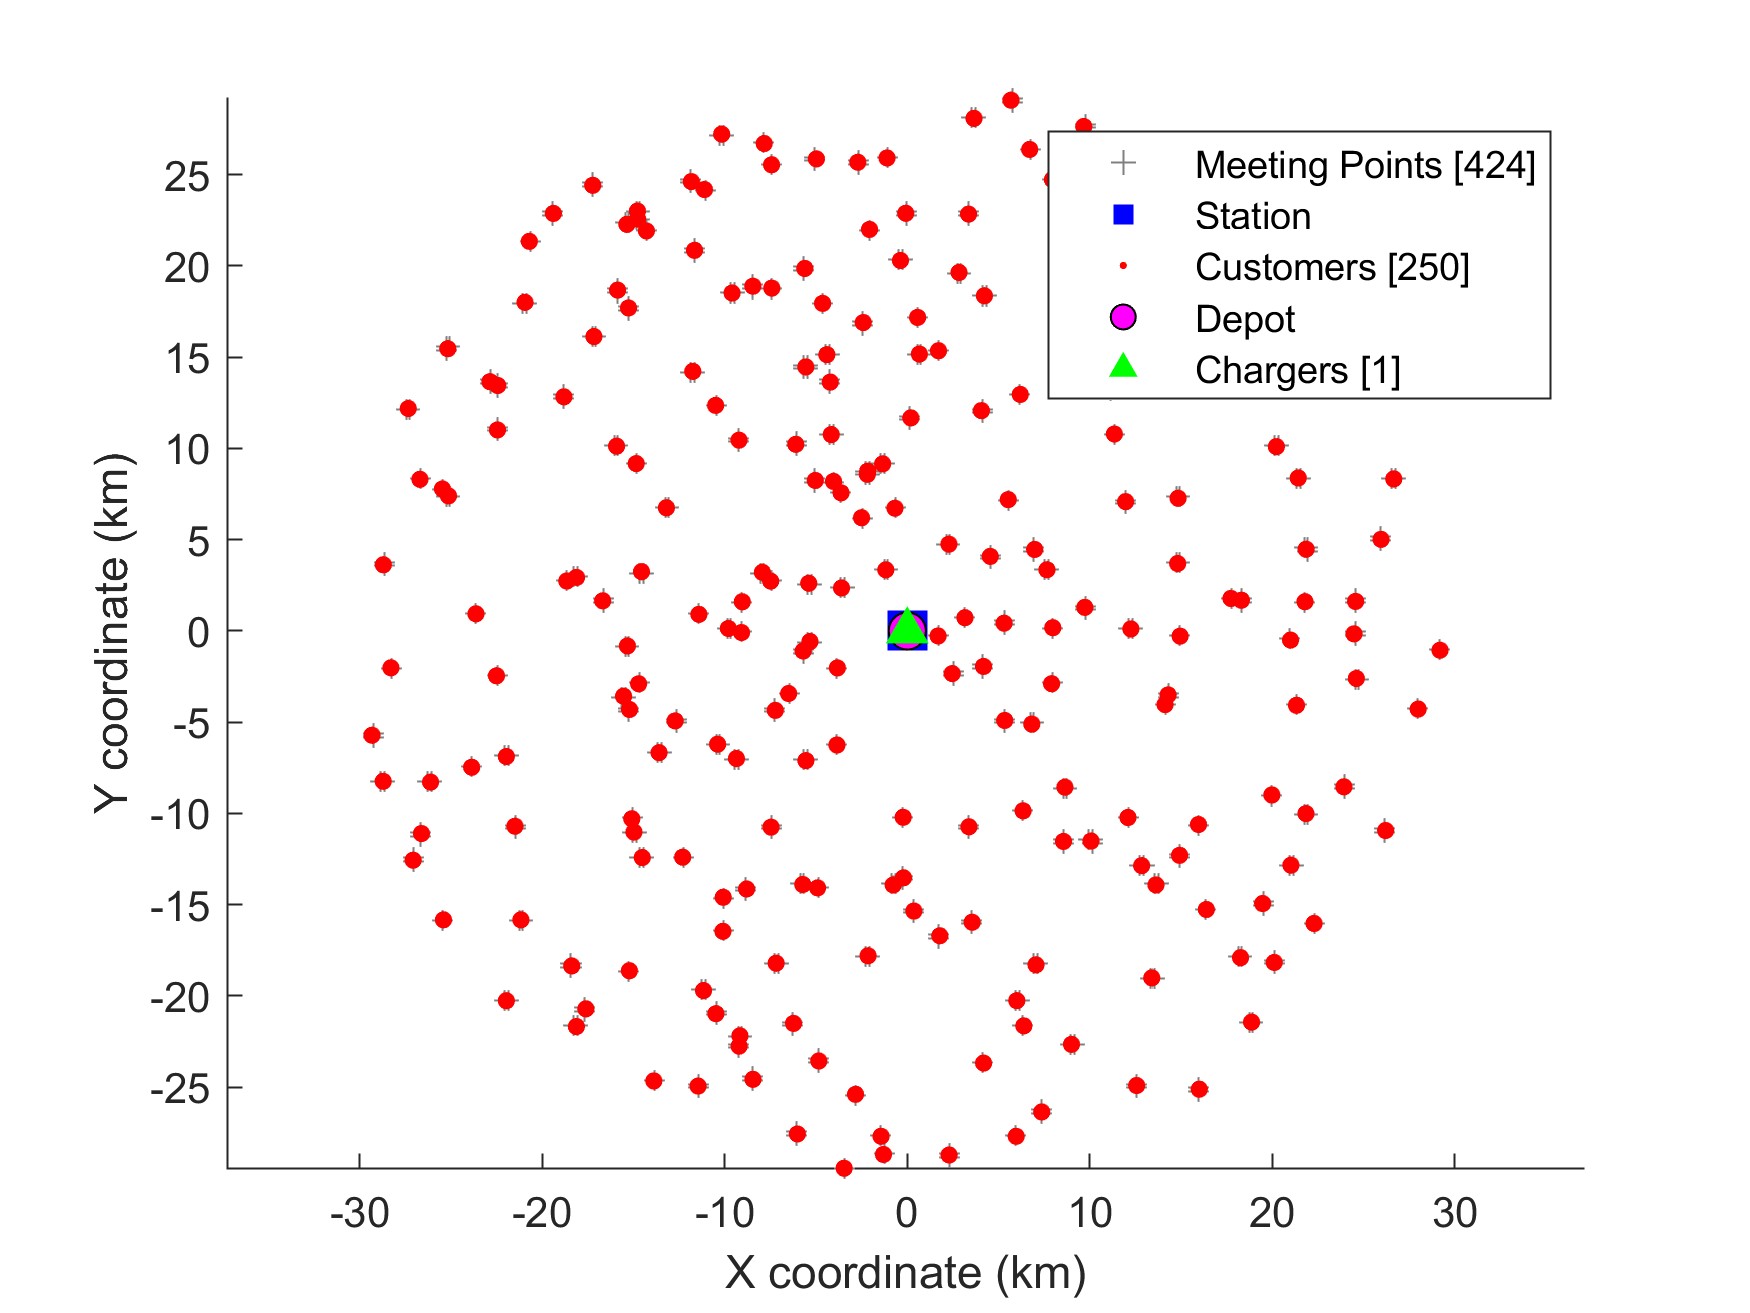 25
20
15
10
5
0
-5
-10
-15
-20
-25
Y coordinate (km)
Meeting Points [424]
Station
Customers [250]
Depot
Chargers [1]
-30 -20 -10 0 10 20 30
X coordinate (km)